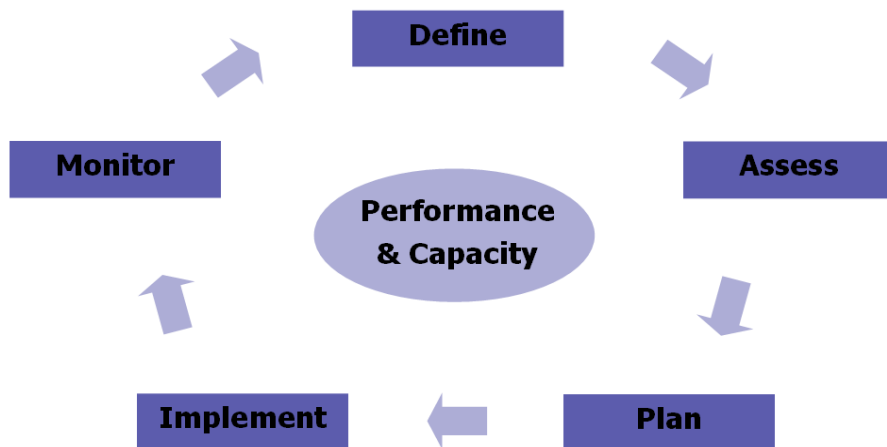 Define
Assess
Plan
Implement
Monitor
Performance
& Capacity